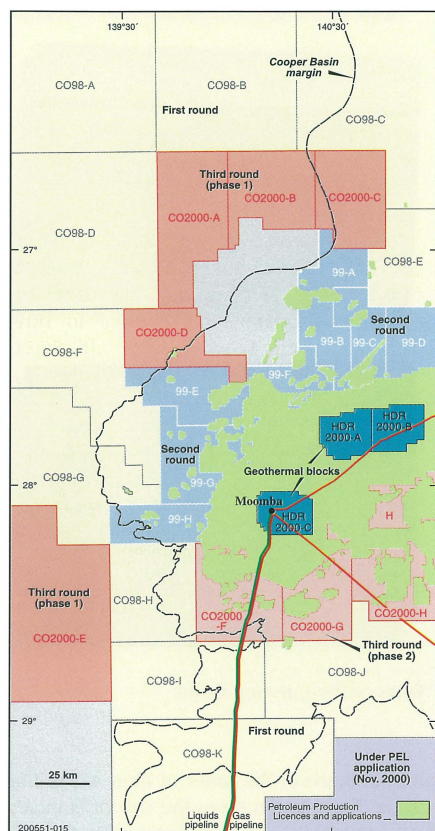 139°30'
140°30'
Cooper Basin
margin
CO98-A
CO98-B
First round
CO98-C
Third round
(phase 1)
CO2000-B
CO2000-A
CO2000-C
CO98-D
27°
CO98-E
99-A
Second
round
CO2000-D
99-B
99-C
99-D
CO98-F
99-E
99-F
HDR
2000-A
HDR
2000-B
Second
round
Geothermal blocks
CO98-G
99-G
28°
Moomba
HDR
2000-C
99-H
H
Third round
(phase 1)
CO98-H
CO2000
-F
CO2000-H
CO2000-E
CO2000-G
Third round
(phase 2)
CO98-I
CO98-J
29°
First round
CO98-K
Under PEL
application
(Nov. 2000)
25 km
Petroleum Production
Licences and applications
Liquids
pipeline
Gas
pipeline
200551-015